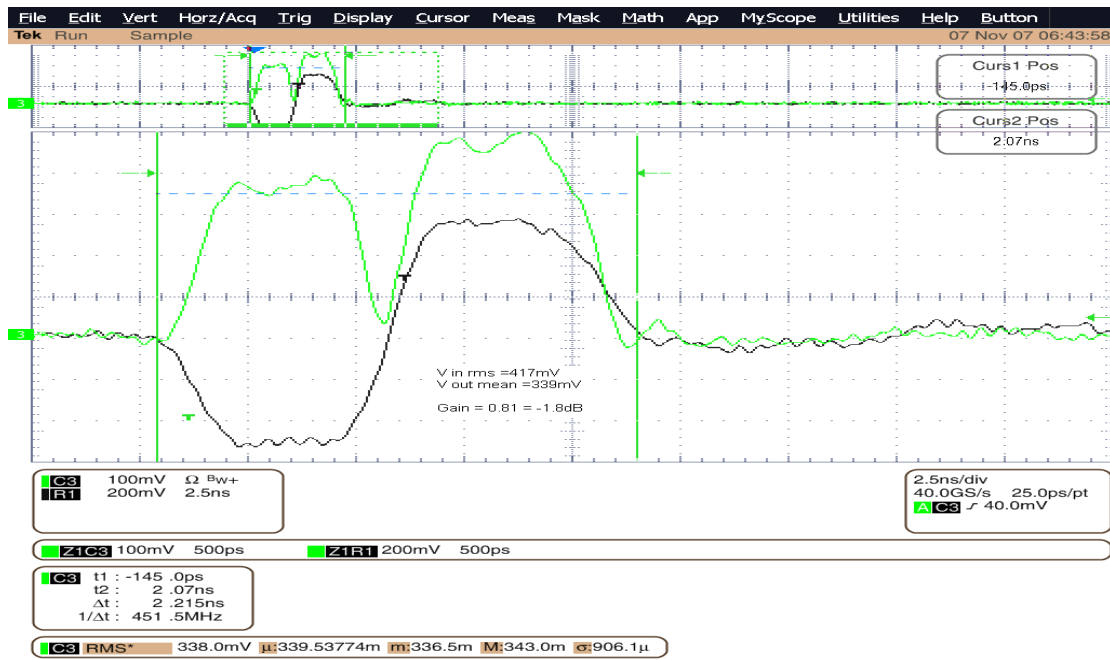 File Edit Vert Horz/Acq Trig Display Cursor Meas Mask Math App MyScope Utilities Help Button
Tek Run Sample 07 Nov 07 06:43:58
Curs1 Pos
-145.0ps
Curs2 Pos
2.07ns
3
3
V in rms =417mV
V out mean =339mV
Gain = 0.81 = -1.8dB
C3 100mV Ω BW+
R1 200mV 2.5ns
2.5ns/div
40.0GS/s 25.0ps/pt
A C3 ƒ 40.0mV
Z1C3 100mV 500ps Z1R1 200mV 500ps
C3 t1 : -145 .0ps
t2 : 2 .07ns
Δt : 2 .215ns
1/Δt : 451 .5MHz
C3 RMS* 338.0mV μ:339.53774m m:336.5m M:343.0m σ:906.1μ